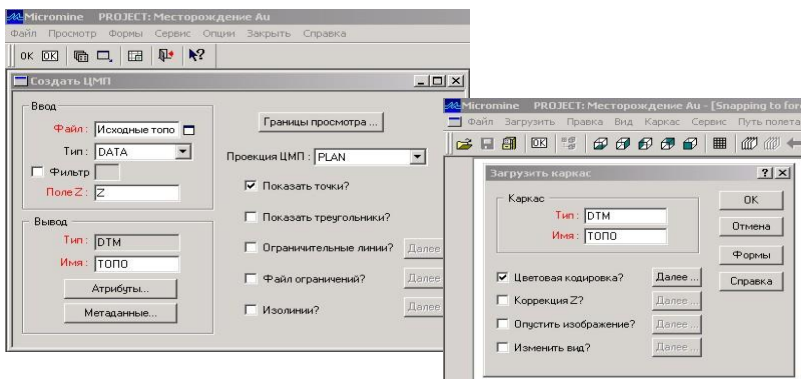 Micromine PROJECT: Месторождение Au
Файл Просмотр Формы Сервис Опции Закрыть Справка
OK OK
Создать ЦМП
Ввод
Файл: Исходные топо
Тип: DATA
Фильтр
Поле Z: Z
Вывод
Тип: DTM
Имя: ТОПО
Атрибуты...
Метаданные...
Границы просмотра ...
Проекция ЦМП: PLAN
Показать точки?
Показать треугольники?
Ограничительные линии? Далее
Файл ограничений? Далее
Изолинии? Далее
Micromine PROJECT: Месторождение Au - [Snapping to for
Файл Загрузить Правка Вид Каркас Сервис Путь полета
OK
Загрузить каркас
Каркас
Тип: DTM
Имя: ТОПО
Цветовая кодировка? Далее ...
Коррекция Z? Далее ...
Опустить изображение? Далее ...
Изменить вид? Далее ...
OK
Отмена
Формы
Справка